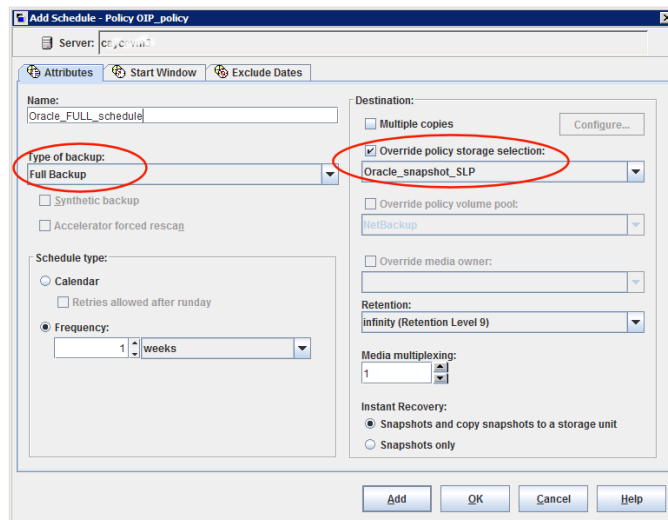 Add Schedule - Policy OIP_policy
Server:
Attributes
Start Window
Exclude Dates
Name:
Oracle_FULL_schedule
Type of backup:
Full Backup
Synthetic backup
Accelerator forced rescan
Schedule type:
Calendar
Retries allowed after runday
Frequency:
1 weeks
Destination:
Multiple copies
Configure...
Override policy storage selection:
Oracle_snapshot_SLP
Override policy volume pool:
NetBackup
Override media owner:
Retention:
infinity (Retention Level 9)
Media multiplexing:
1
Instant Recovery:
Snapshots and copy snapshots to a storage unit
Snapshots only
Add
OK
Cancel
Help